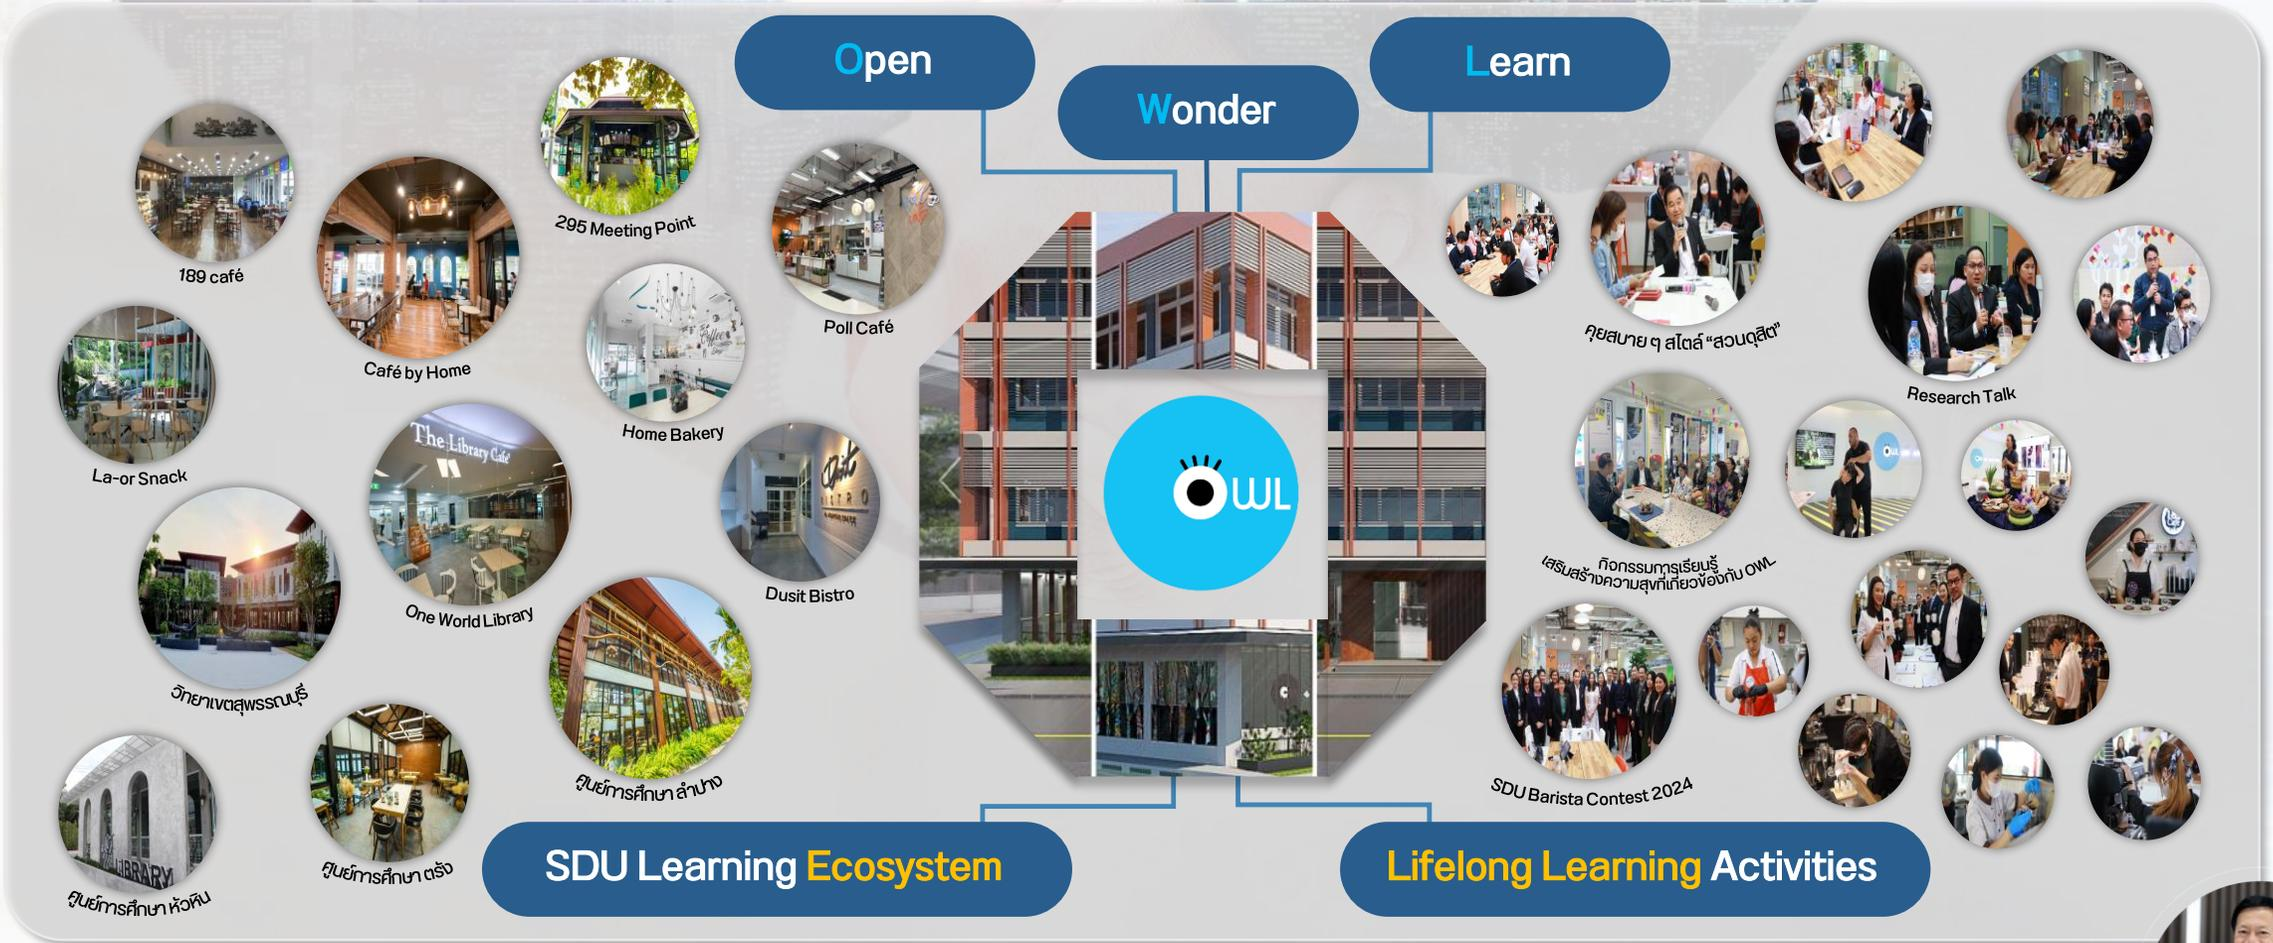 Open
Wonder
Learn
189 café
Café by Home
295 Meeting Point
Poll Café
La-or Snack
Home Bakery
The Library Café
One World Library
Dusit Bistro
วิทยาเขตสุพรรณบุรี
ศูนย์การศึกษา ลำปาง
LIBRARY
ศูนย์การศึกษา หัวหิน
ศูนย์การศึกษา ตรัง
OWL
คุยสบาย ๆ สไตล์ “สวนดุสิต”
Research Talk
กิจกรรมการเรียนรู้
เสริมสร้างความสุขที่เกี่ยวข้องกับ OWL
SDU Barista Contest 2024
SDU Learning Ecosystem
Lifelong Learning Activities